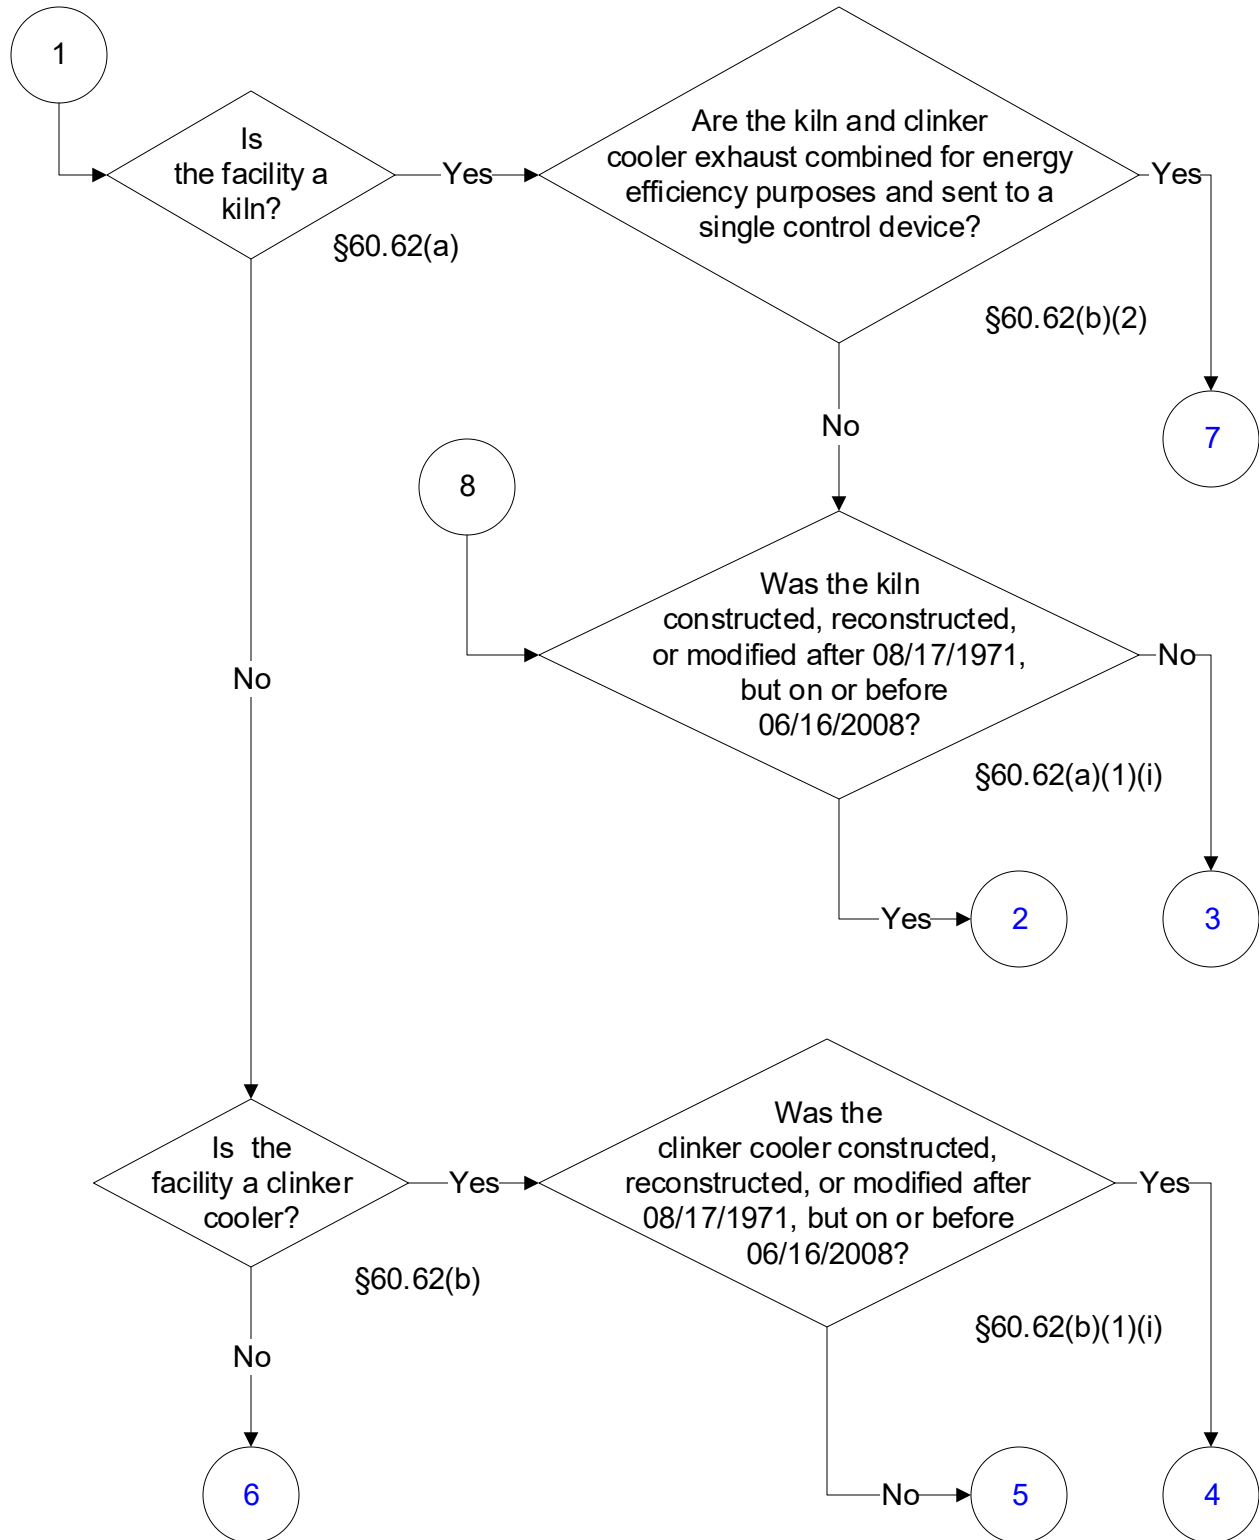 1
Is
the facility a
kiln?
Yes
§60.62(a)
Are the kiln and clinker
cooler exhaust combined for energy
efficiency purposes and sent to a
single control device?
Yes
§60.62(b)(2)
7
No
8
Was the kiln
constructed, reconstructed,
or modified after 08/17/1971,
but on or before
06/16/2008?
No
§60.62(a)(1)(i)
Yes
2
3
No
Is the
facility a clinker
cooler?
Yes
§60.62(b)
Was the
clinker cooler constructed,
reconstructed, or modified after
08/17/1971, but on or before
06/16/2008?
Yes
§60.62(b)(1)(i)
No
6
No
5
4